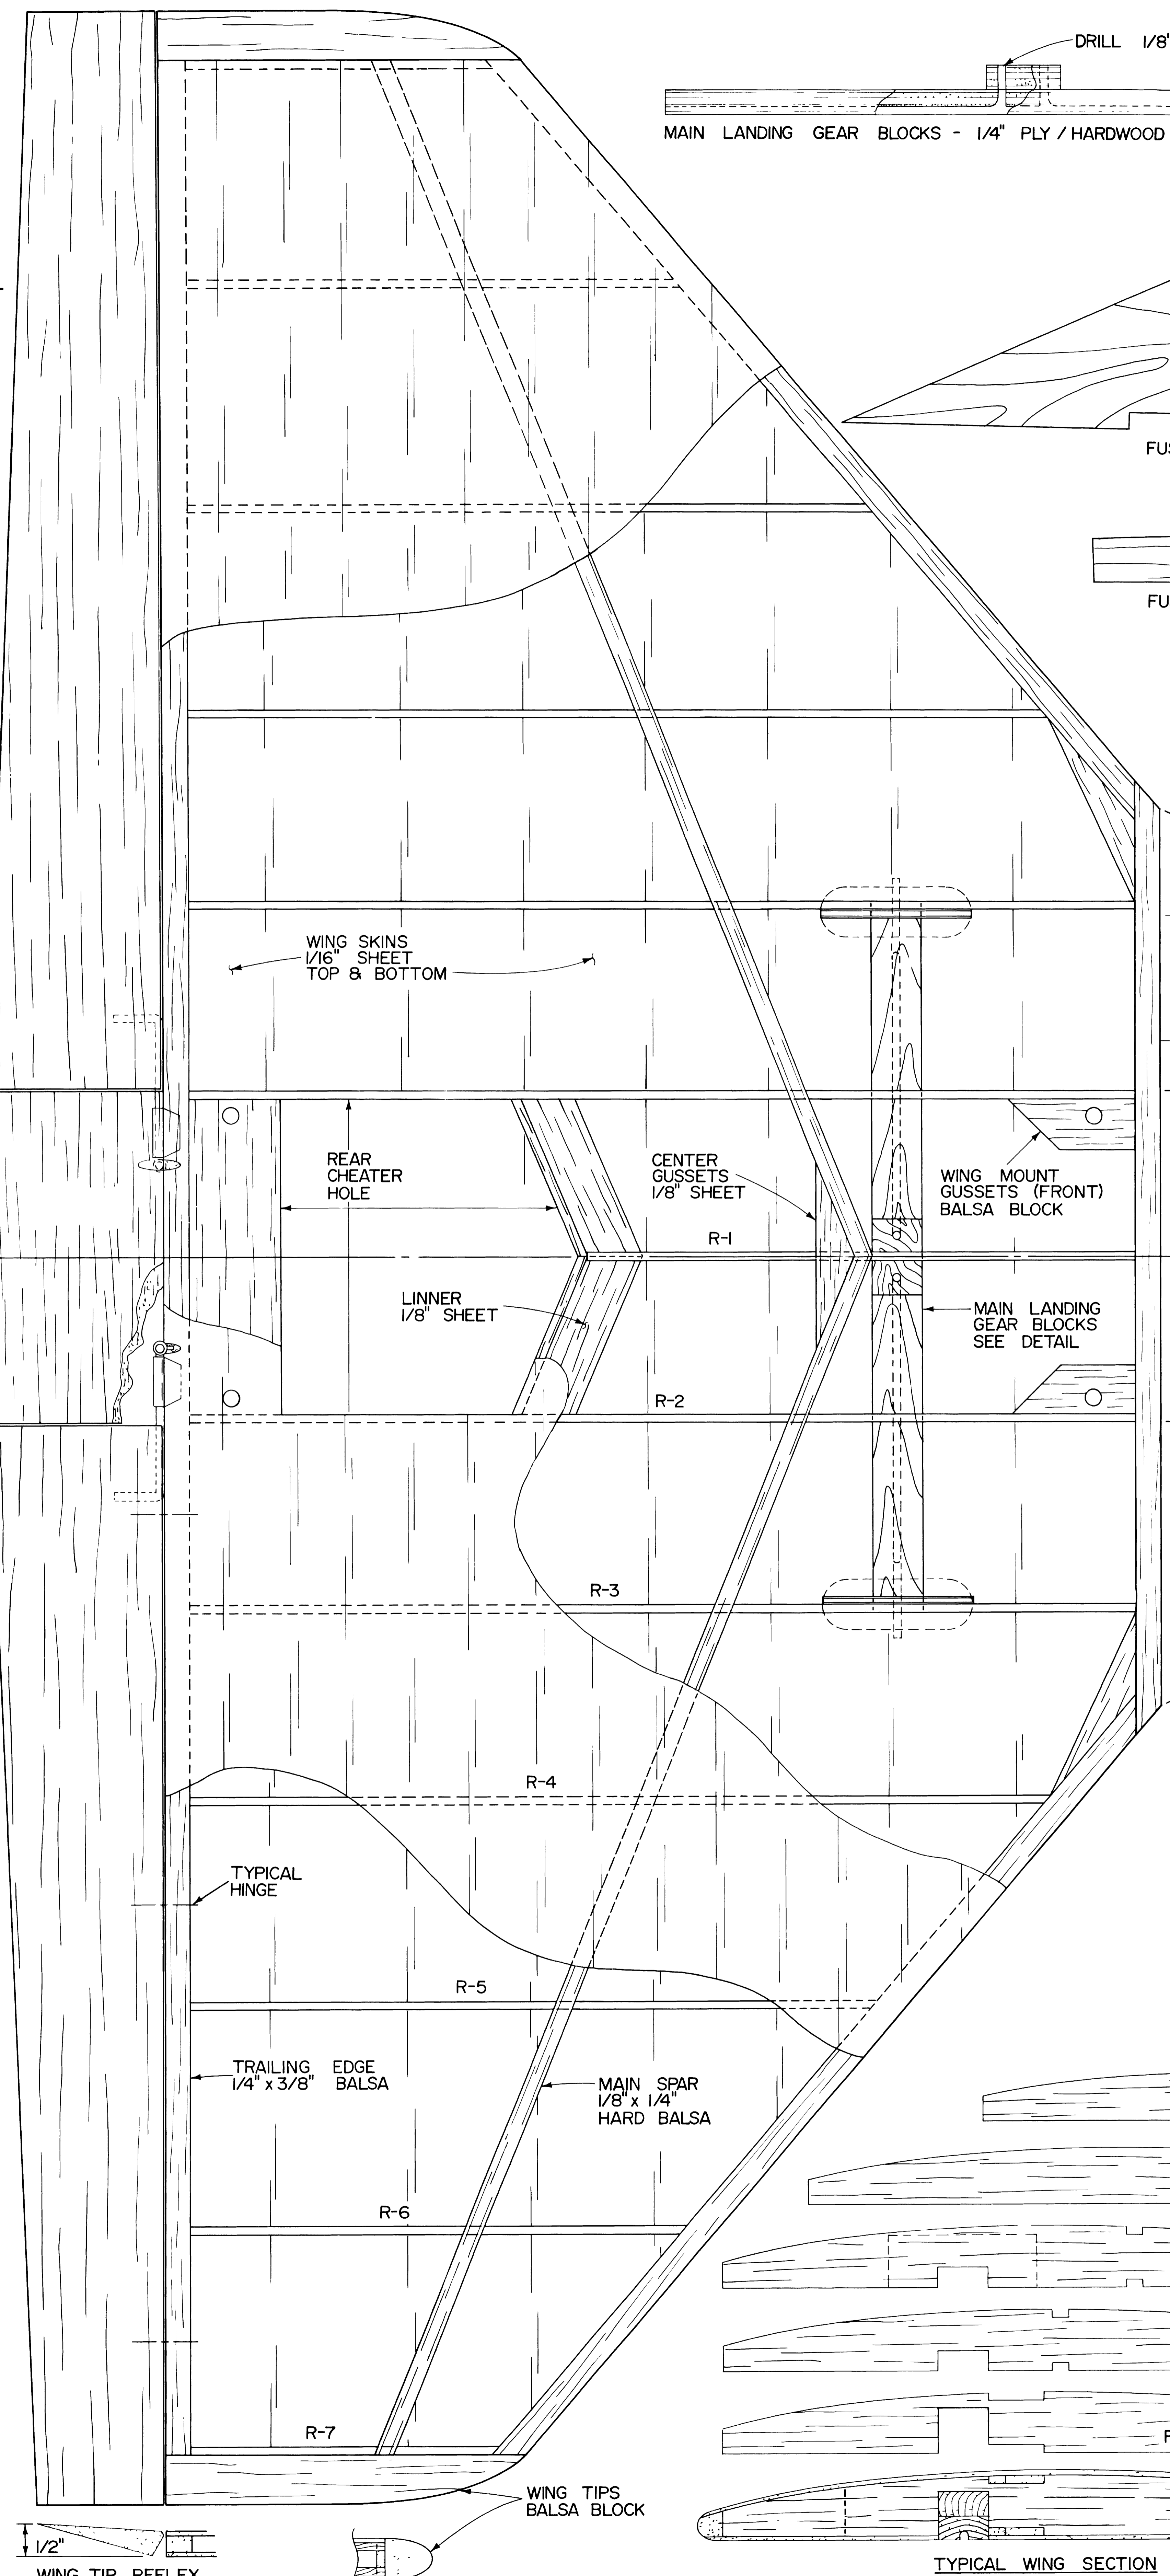 DRILL 1/8"
MAIN LANDING GEAR BLOCKS - 1/4" PLY / HARDWOOD
WING SKINS
1/16" SHEET
TOP & BOTTOM
REAR
CHEATER
HOLE
CENTER
GUSSETS
1/8" SHEET
WING MOUNT
GUSSETS (FRONT)
BALSA BLOCK
R-1
LINNER
1/8" SHEET
MAIN LANDING
GEAR BLOCKS
SEE DETAIL
R-2
R-3
R-4
TYPICAL
HINGE
R-5
TRAILING EDGE
1/4" x 3/8" BALSA
MAIN SPAR
1/8" x 1/4"
HARD BALSA
R-6
R-7
WING TIPS
BALSA BLOCK
1/2"
WING TIP REFLEX
TYPICAL WING SECTION